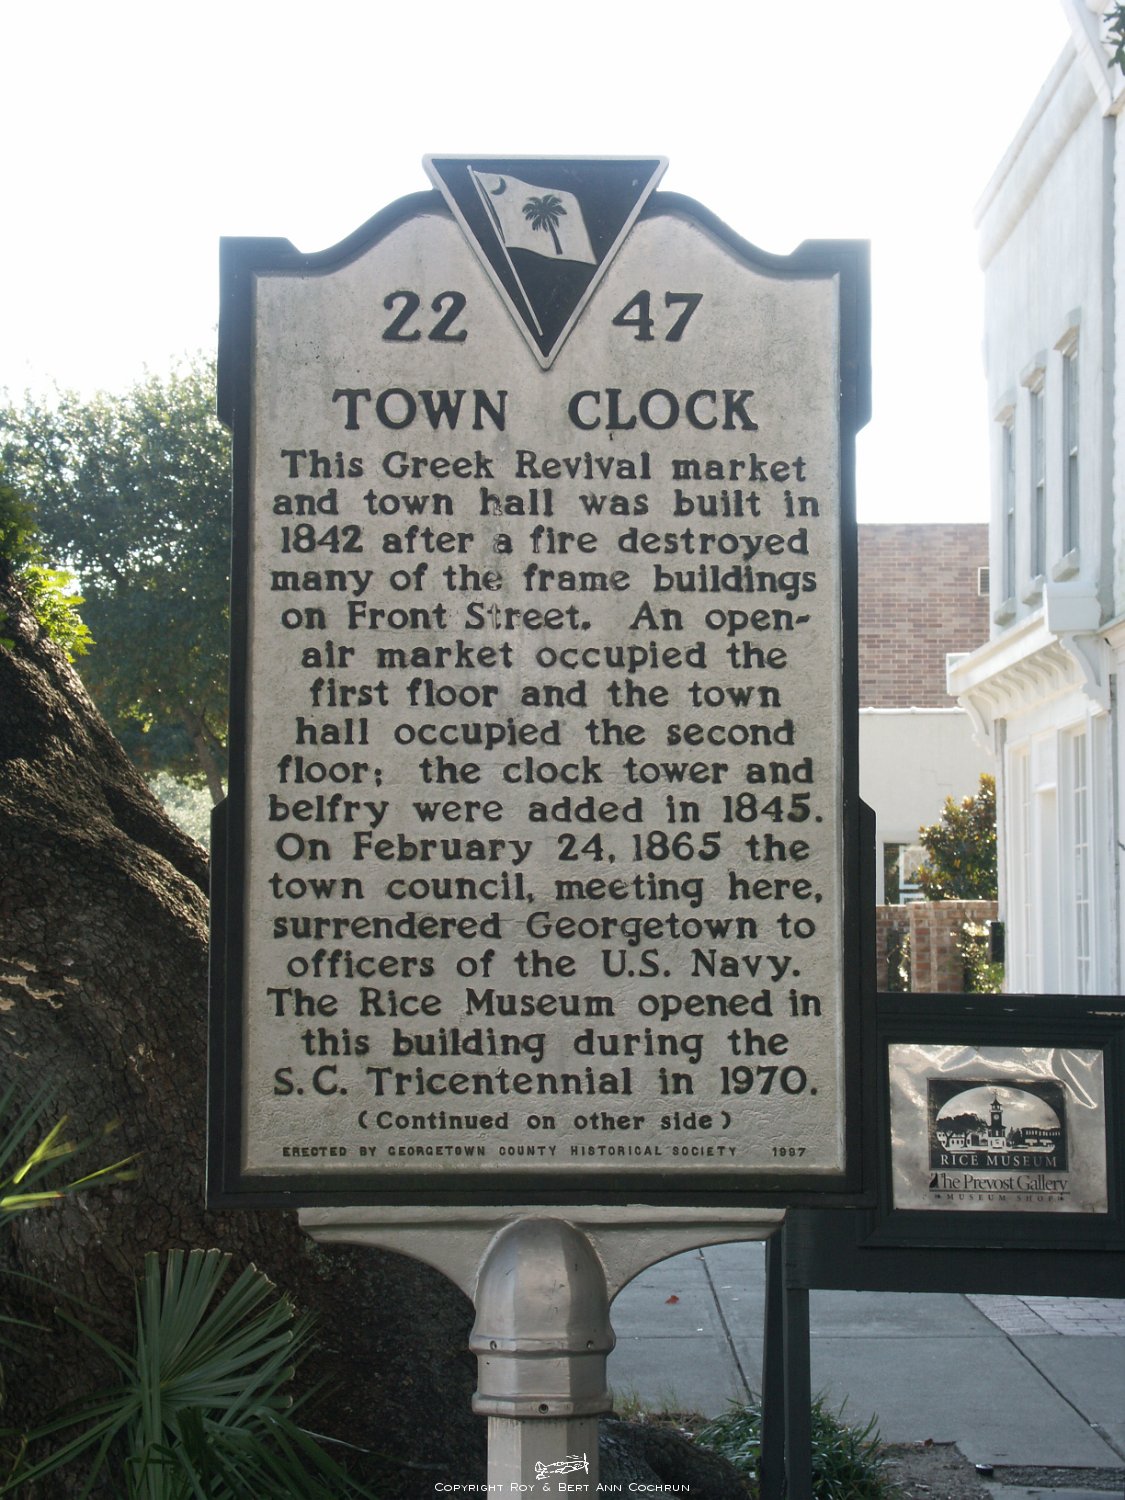 22 47
TOWN CLOCK
This Greek Revival market
and town hall was built in
1842 after a fire destroyed
many of the frame buildings
on Front Street. An open-
air market occupied the
first floor and the town
hall occupied the second
floor; the clock tower and
belfry were added in 1845.
On February 24, 1865 the
town council, meeting here,
surrendered Georgetown to
officers of the U.S. Navy.
The Rice Museum opened in
this building during the
S.C. Tricentennial in 1970.
(Continued on other side)
ERECTED BY GEORGETOWN COUNTY HISTORICAL SOCIETY 1987
RICE MUSEUM
The Prevost Gallery
MUSEUM SHOP
Copyright Roy & Bert Ann Cochrun